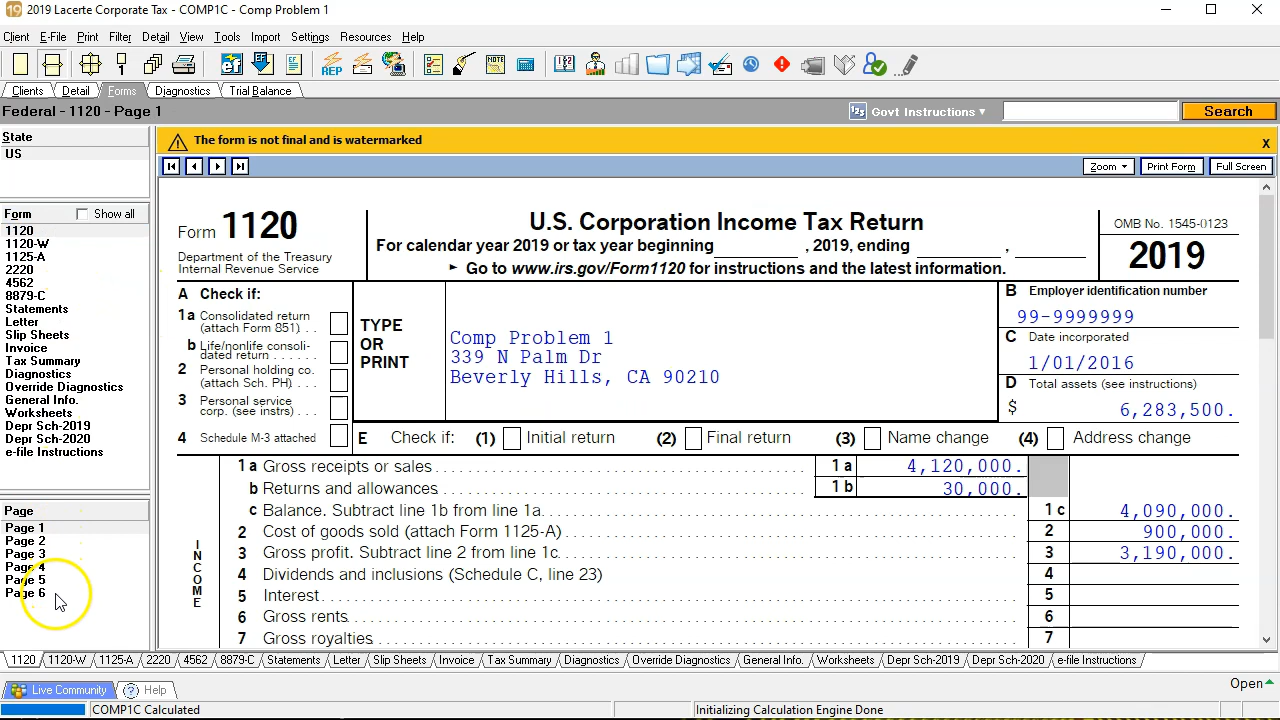 2019 Lacerte Corporate Tax - COMP1C - Comp Problem 1
Client E-File Print Filter Detail View Tools Import Settings Resources Help
REP NOTE
Clients Detail Forms Diagnostics Trial Balance
Federal - 1120 - Page 1
Govt Instructions
Search
State
US
Form Show all
1120
1120-W
1125-A
2220
4562
8879-C
Statements
Letter
Slip Sheets
Invoice
Tax Summary
Diagnostics
Override Diagnostics
General Info.
Worksheets
Depr Sch-2019
Depr Sch-2020
e-file Instructions
Page
Page 1
Page 2
Page 3
Page 4
Page 5
Page 6
The form is not final and is watermarked x
Zoom Print Form Full Screen
Form 1120
Department of the Treasury
Internal Revenue Service
U.S. Corporation Income Tax Return
For calendar year 2019 or tax year beginning , 2019, ending ,
► Go to www.irs.gov/Form1120 for instructions and the latest information.
OMB No. 1545-0123
2019
A Check if:
1a Consolidated return
(attach Form 851) . .
b Life/nonlife consoli-
dated return . . . . . .
2 Personal holding co.
(attach Sch. PH) . . . .
3 Personal service
corp. (see instrs) . . . .
4 Schedule M-3 attached
TYPE
OR
PRINT
Comp Problem 1
339 N Palm Dr
Beverly Hills, CA 90210
B Employer identification number
99-9999999
C Date incorporated
1/01/2016
D Total assets (see instructions)
$ 6,283,500.
E Check if: (1) Initial return (2) Final return (3) Name change (4) Address change
INCOME
1a Gross receipts or sales 1a 4,120,000.
b Returns and allowances 1b 30,000.
c Balance. Subtract line 1b from line 1a 1c 4,090,000.
2 Cost of goods sold (attach Form 1125-A) 2 900,000.
3 Gross profit. Subtract line 2 from line 1c 3 3,190,000.
4 Dividends and inclusions (Schedule C, line 23) 4
5 Interest 5
6 Gross rents 6
7 Gross royalties 7
1120 1120-W 1125-A 2220 4562 8879-C Statements Letter Slip Sheets Invoice Tax Summary Diagnostics Override Diagnostics General Info. Worksheets Depr Sch-2019 Depr Sch-2020 e-file Instructions
Live Community Help
Open
COMP1C Calculated Initializing Calculation Engine Done